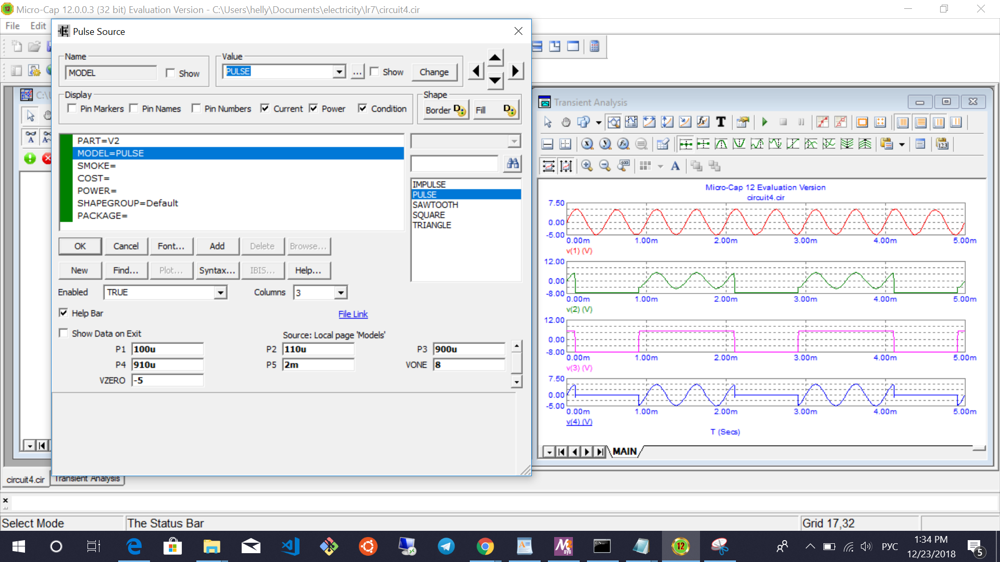 Micro-Cap 12.0.0.3 (32 bit) Evaluation Version - C:\Users\helly\Documents\electricity\lr7\circuit4.cir
File Edit
Pulse Source
Name
MODEL
Show
Value
PULSE
...
Show
Change
Display
Pin Markers
Pin Names
Pin Numbers
Current
Power
Condition
Shape
Border
Fill
PART=V2
MODEL=PULSE
SMOKE=
COST=
POWER=
SHAPEGROUP=Default
PACKAGE=
IMPULSE
PULSE
SAWTOOTH
SQUARE
TRIANGLE
OK
Cancel
Font...
Add
Delete
Browse...
New
Find...
Plot...
Syntax...
IBIS...
Help...
Enabled
TRUE
Columns
3
Help Bar
File Link
Show Data on Exit
Source: Local page 'Models'
P1 100u
P2 110u
P3 900u
P4 910u
P5 2m
VONE 8
VZERO -5
Transient Analysis
Micro-Cap 12 Evaluation Version
circuit4.cir
7.50
0.00
-5.00
0.00m 1.00m 2.00m 3.00m 4.00m 5.00m
v(1) (V)
12.00
0.00
-8.00
0.00m 1.00m 2.00m 3.00m 4.00m 5.00m
v(2) (V)
12.00
0.00
-8.00
0.00m 1.00m 2.00m 3.00m 4.00m 5.00m
v(3) (V)
7.50
0.00
-5.00
0.00m 1.00m 2.00m 3.00m 4.00m 5.00m
v(4) (V)
T (Secs)
MAIN
circuit4.cir
Transient Analysis
Select Mode
The Status Bar
Grid 17,32
РУС
1:34 PM
12/23/2018
5